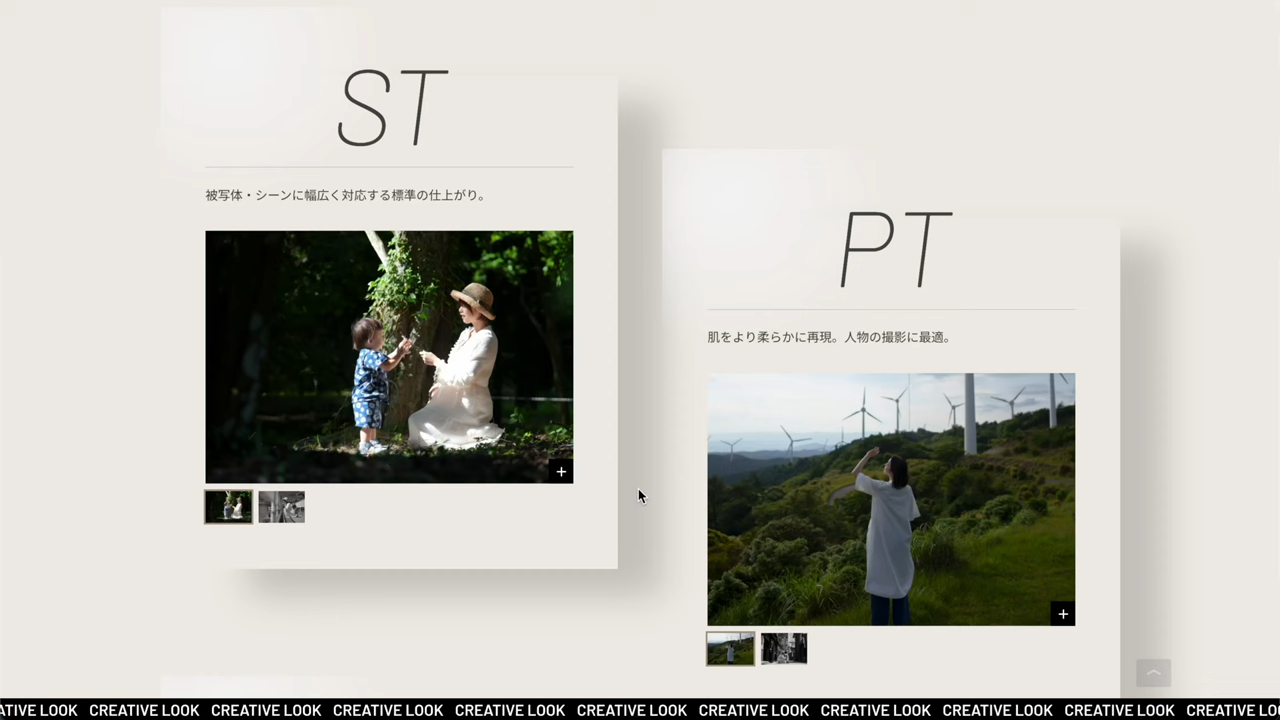 ST
被写体・シーンに幅広く対応する標準の仕上がり。
PT
肌をより柔らかに再現。人物の撮影に最適。
ATIVE LOOK CREATIVE LOOK CREATIVE LOOK CREATIVE LOOK CREATIVE LOOK CREATIVE LOOK CREATIVE LOOK CREATIVE LOOK CREATIVE LOOK CREATIVE LOOK CREATIVE LO